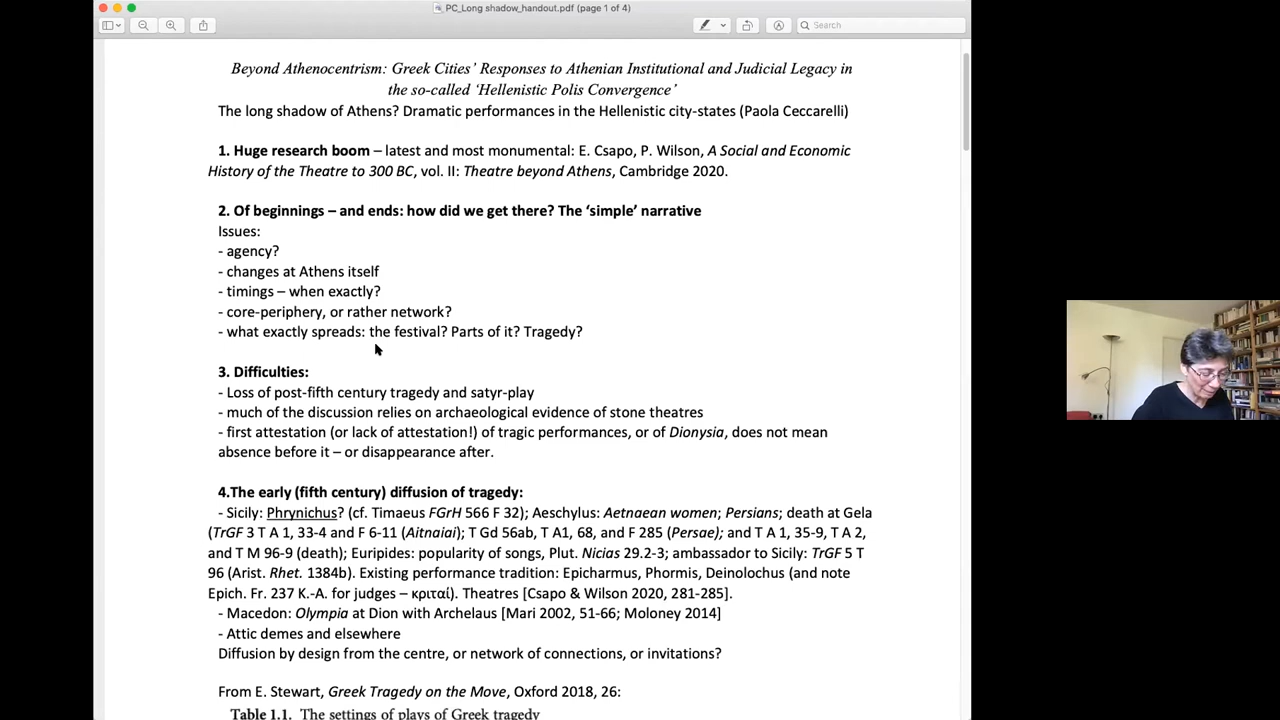 PC_Long shadow_handout.pdf (page 1 of 4)
Search
Beyond Athenocentrism: Greek Cities' Responses to Athenian Institutional and Judicial Legacy in
the so-called 'Hellenistic Polis Convergence'
The long shadow of Athens? Dramatic performances in the Hellenistic city-states (Paola Ceccarelli)
1. Huge research boom – latest and most monumental: E. Csapo, P. Wilson, A Social and Economic
History of the Theatre to 300 BC, vol. II: Theatre beyond Athens, Cambridge 2020.
2. Of beginnings – and ends: how did we get there? The 'simple' narrative
Issues:
- agency?
- changes at Athens itself
- timings – when exactly?
- core-periphery, or rather network?
- what exactly spreads: the festival? Parts of it? Tragedy?
3. Difficulties:
- Loss of post-fifth century tragedy and satyr-play
- much of the discussion relies on archaeological evidence of stone theatres
- first attestation (or lack of attestation!) of tragic performances, or of Dionysia, does not mean
absence before it – or disappearance after.
4.The early (fifth century) diffusion of tragedy:
- Sicily: Phrynichus? (cf. Timaeus FGrH 566 F 32); Aeschylus: Aetnaean women; Persians; death at Gela
(TrGF 3 T A 1, 33-4 and F 6-11 (Aitnaiai); T Gd 56ab, T A1, 68, and F 285 (Persae); and T A 1, 35-9, T A 2,
and T M 96-9 (death); Euripides: popularity of songs, Plut. Nicias 29.2-3; ambassador to Sicily: TrGF 5 T
96 (Arist. Rhet. 1384b). Existing performance tradition: Epicharmus, Phormis, Deinolochus (and note
Epich. Fr. 237 K.-A. for judges – κριταί). Theatres [Csapo & Wilson 2020, 281-285].
- Macedon: Olympia at Dion with Archelaus [Mari 2002, 51-66; Moloney 2014]
- Attic demes and elsewhere
Diffusion by design from the centre, or network of connections, or invitations?
From E. Stewart, Greek Tragedy on the Move, Oxford 2018, 26:
Table 1.1. The settings of plays of Greek tragedy